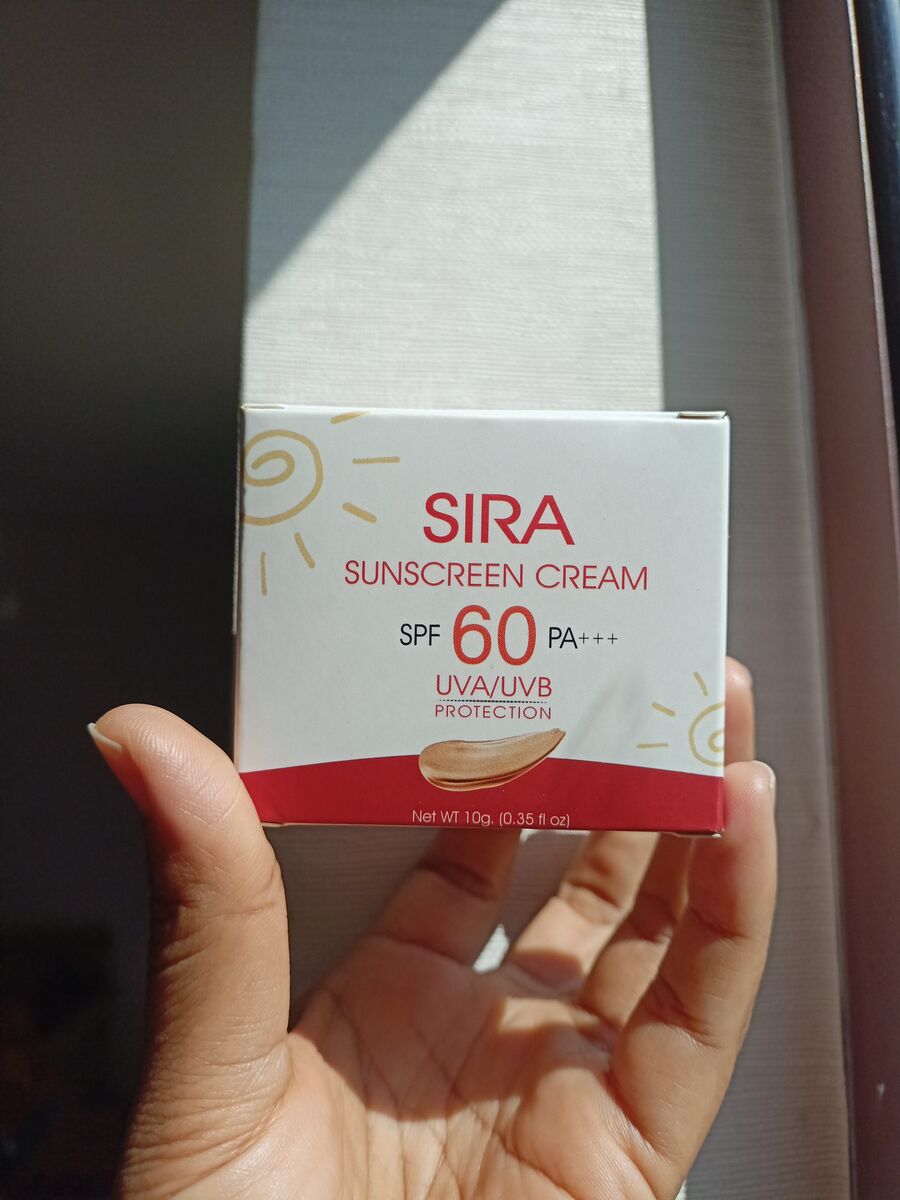 SIRA
SUNSCREEN CREAM
SPF 60 PA+++
UVA/UVB
PROTECTION
Net WT 10g. (0.35 fl oz)